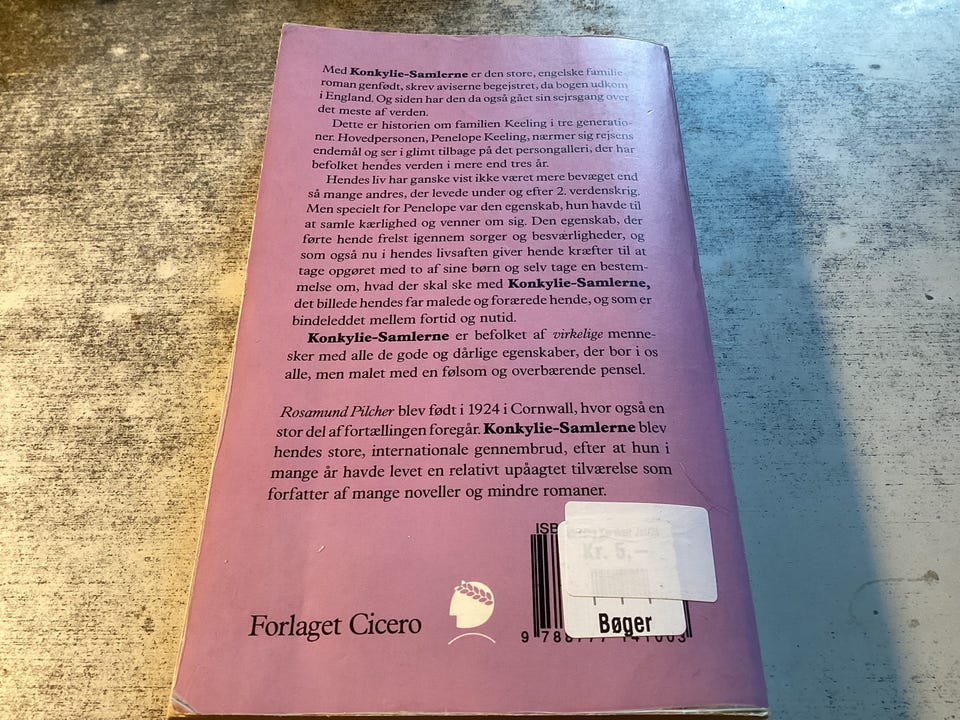 Med Konkylie-Samlerne er den store, engelske familie-
roman genfødt, skrev aviserne begejstret, da bogen udkom
i England. Og siden har den da også gået sin sejrsgang over
det meste af verden.
Dette er historien om familien Keeling i tre generatio-
ner. Hovedpersonen, Penelope Keeling, nærmer sig rejsens
endemål og ser i glimt tilbage på det persongalleri, der har
befolket hendes verden i mere end tres år.
Hendes liv har ganske vist ikke været mere bevæget end
så mange andres, der levede under og efter 2. verdenskrig.
Men specielt for Penelope var den egenskab, hun havde til
at samle kærlighed og venner om sig. Den egenskab, der
førte hende frelst igennem sorger og besværligheder, og
som også nu i hendes livsaften giver hende kræfter til at
tage opgøret med to af sine børn og selv tage en bestem-
melse om, hvad der skal ske med Konkylie-Samlerne,
det billede hendes far malede og forærede hende, og som er
bindeleddet mellem fortid og nutid.
Konkylie-Samlerne er befolket af virkelige menne-
sker med alle de gode og dårlige egenskaber, der bor i os
alle, men malet med en følsom og overbærende pensel.
Rosamund Pilcher blev født i 1924 i Cornwall, hvor også en
stor del af fortællingen foregår. Konkylie-Samlerne blev
hendes store, internationale gennembrud, efter at hun i
mange år havde levet en relativt upåagtet tilværelse som
forfatter af mange noveller og mindre romaner.
ISB
Kr. 5,-
Bøger
Forlaget Cicero
9 788777 141003